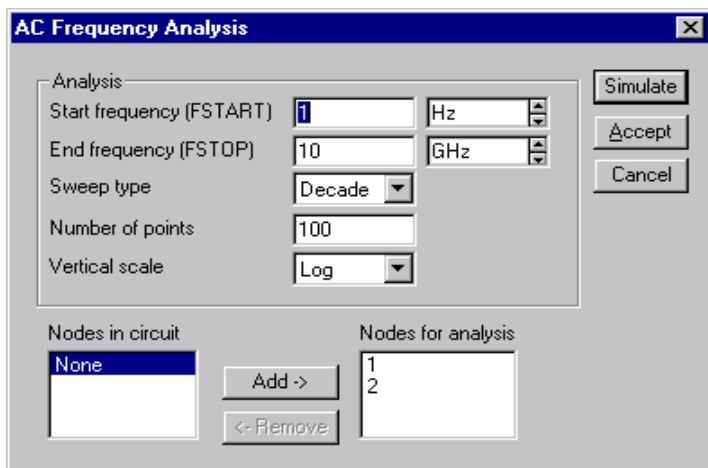 AC Frequency Analysis
Analysis
Start frequency (FSTART) 1 Hz
End frequency (FSTOP) 10 GHz
Sweep type Decade
Number of points 100
Vertical scale Log
Simulate
Accept
Cancel
Nodes in circuit
None
Add ->
<- Remove
Nodes for analysis
1
2